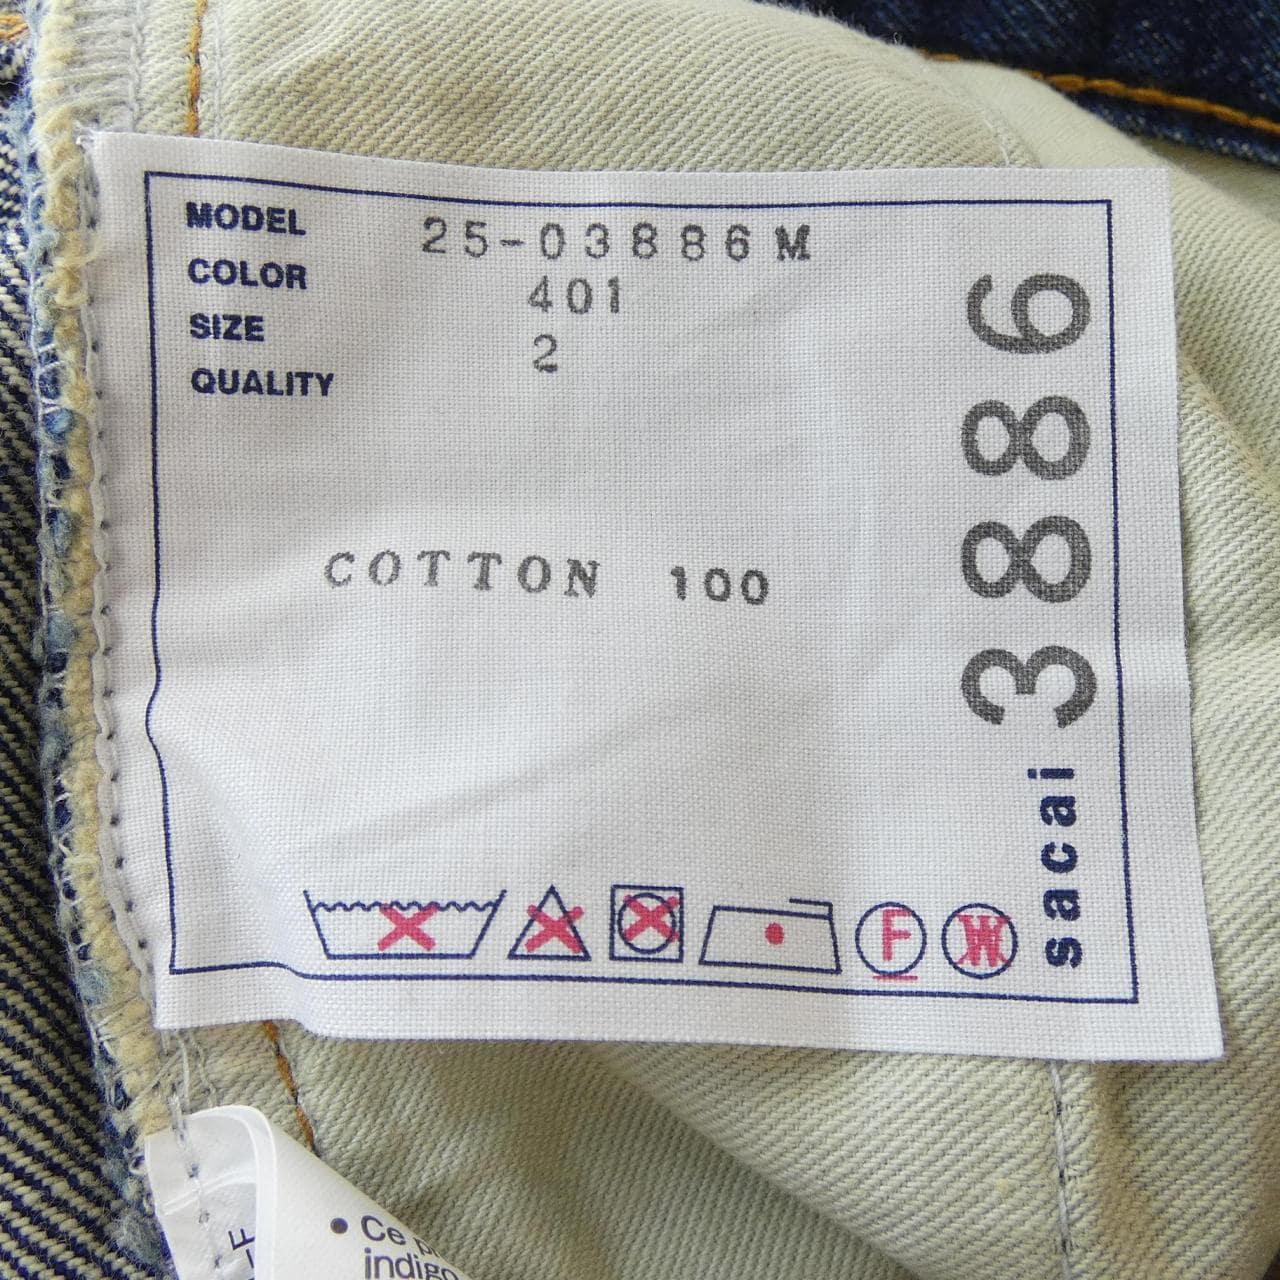 MODEL 25-03886M
COLOR 401
SIZE 2
QUALITY
COTTON 100
sacai 3886
F
W
• Ce
indigo